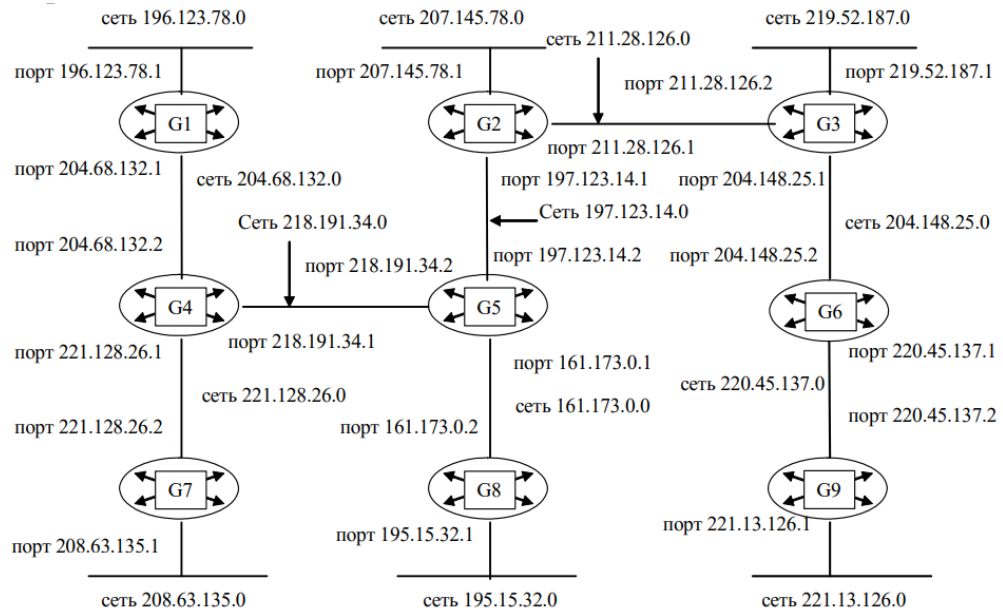 сеть 196.123.78.0
сеть 207.145.78.0
сеть 219.52.187.0
сеть 211.28.126.0
порт 196.123.78.1
порт 207.145.78.1
порт 219.52.187.1
порт 211.28.126.2
G1
G2
G3
порт 211.28.126.1
порт 204.68.132.1
сеть 204.68.132.0
порт 197.123.14.1
порт 204.148.25.1
Сеть 218.191.34.0
Сеть 197.123.14.0
сеть 204.148.25.0
порт 204.68.132.2
порт 218.191.34.2
порт 197.123.14.2
порт 204.148.25.2
G4
G5
G6
порт 221.128.26.1
порт 218.191.34.1
порт 220.45.137.1
порт 161.173.0.1
сеть 221.128.26.0
сеть 220.45.137.0
сеть 161.173.0.0
порт 221.128.26.2
порт 161.173.0.2
порт 220.45.137.2
G7
G8
G9
порт 208.63.135.1
порт 195.15.32.1
порт 221.13.126.1
сеть 208.63.135.0
сеть 195.15.32.0
сеть 221.13.126.0